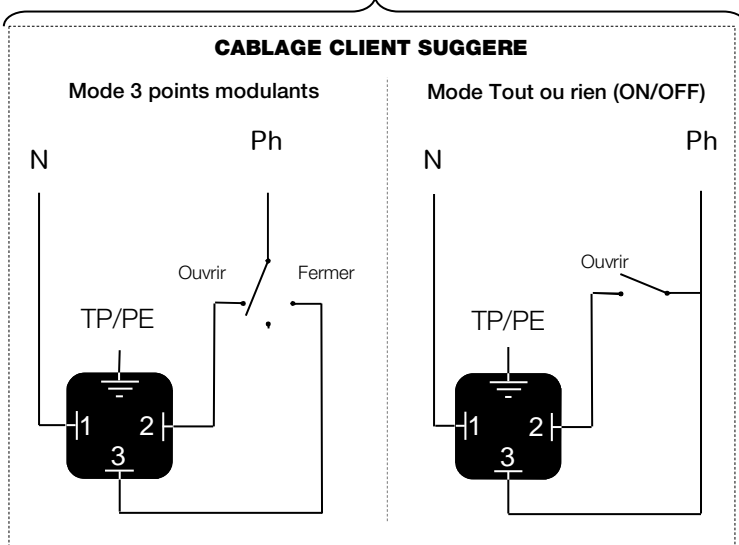 CABLAGE CLIENT SUGGERE
Mode 3 points modulants
N
Ph
Ouvrir
Fermer
TP/PE
1
2
3
Mode Tout ou rien (ON/OFF)
N
Ph
Ouvrir
TP/PE
1
2
3